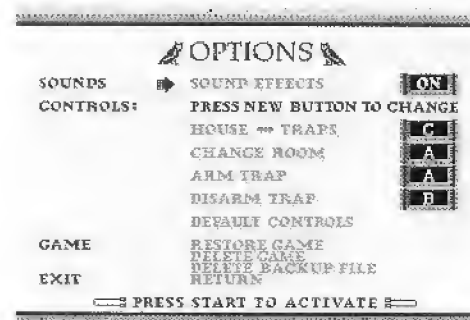 OPTIONS
SOUNDS SOUND EFFECTS ON
CONTROLS: PRESS NEW BUTTON TO CHANGE
HOUSE TRAPS C
CHANGE ROOM A
ARM TRAP A
DISARM TRAP B
DEFAULT CONTROLS
GAME RESTORE GAME
DELETE GAME
DELETE BACKUP FILE
EXIT RETURN
PRESS START TO ACTIVATE